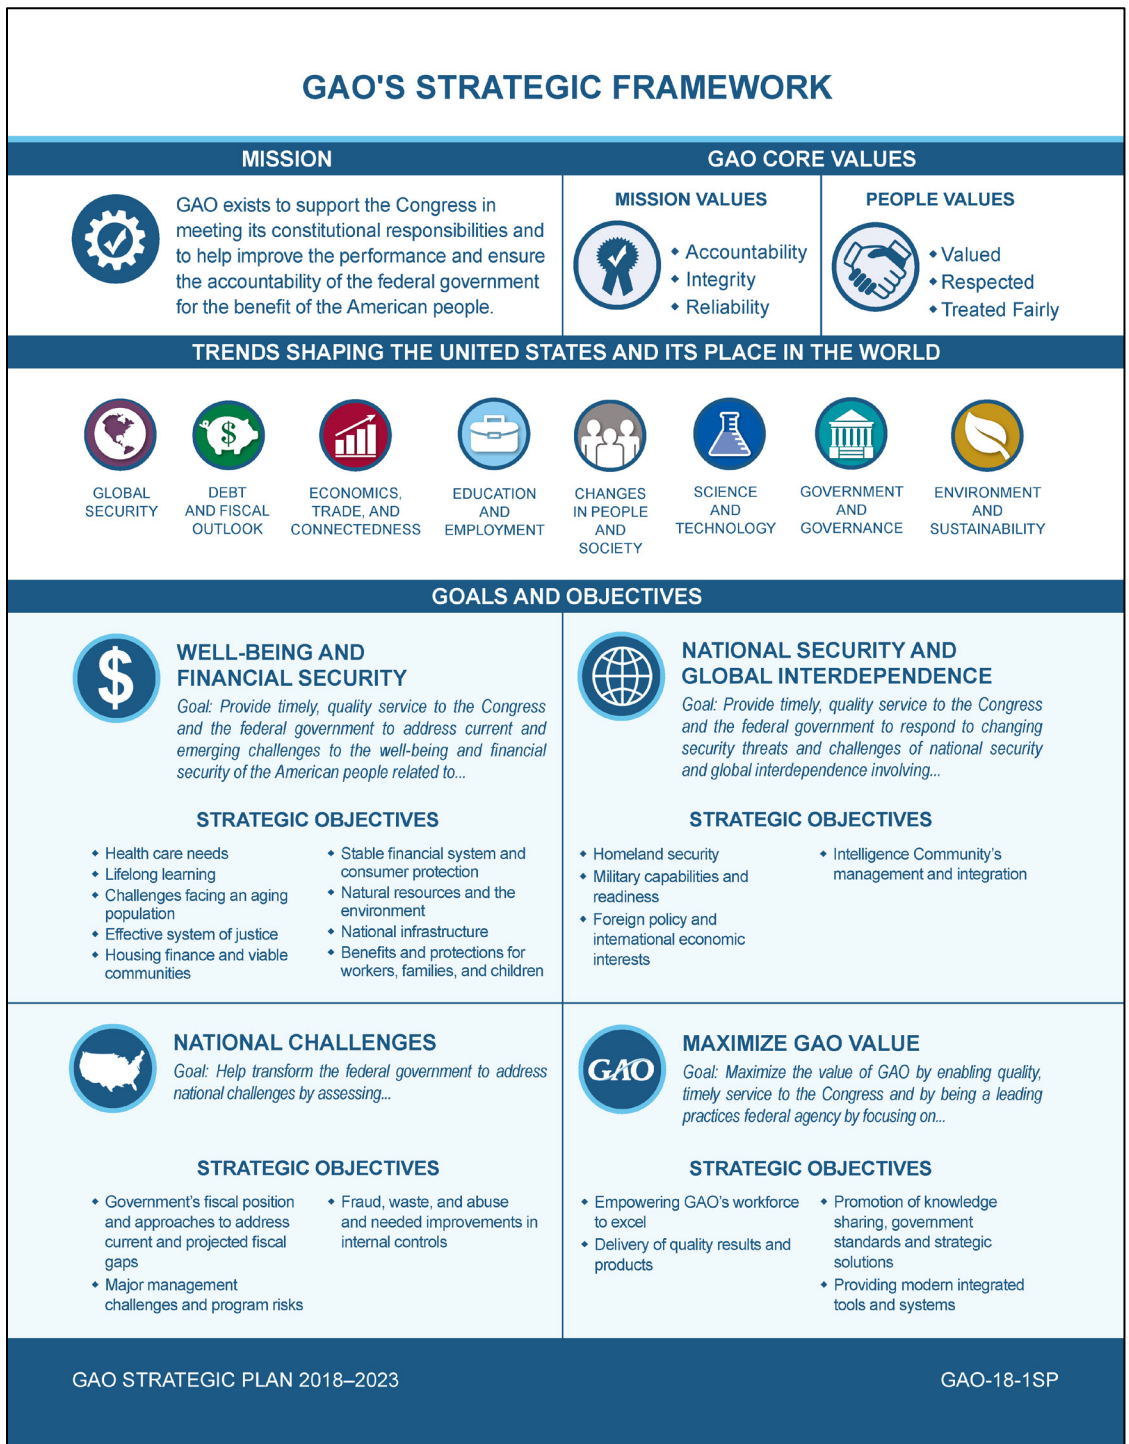 GAO'S STRATEGIC FRAMEWORK
MISSION
GAO exists to support the Congress in
meeting its constitutional responsibilities and
to help improve the performance and ensure
the accountability of the federal government
for the benefit of the American people.
GAO CORE VALUES
MISSION VALUES
• Accountability
• Integrity
• Reliability
PEOPLE VALUES
• Valued
• Respected
• Treated Fairly
TRENDS SHAPING THE UNITED STATES AND ITS PLACE IN THE WORLD
$
GLOBAL
SECURITY
DEBT
AND FISCAL
OUTLOOK
ECONOMICS,
TRADE, AND
CONNECTEDNESS
EDUCATION
AND
EMPLOYMENT
CHANGES
IN PEOPLE
AND
SOCIETY
SCIENCE
AND
TECHNOLOGY
GOVERNMENT
AND
GOVERNANCE
ENVIRONMENT
AND
SUSTAINABILITY
GOALS AND OBJECTIVES
$
WELL-BEING AND
FINANCIAL SECURITY
Goal: Provide timely, quality service to the Congress
and the federal government to address current and
emerging challenges to the well-being and financial
security of the American people related to...
STRATEGIC OBJECTIVES
• Health care needs
• Lifelong learning
• Challenges facing an aging
population
• Effective system of justice
• Housing finance and viable
communities
• Stable financial system and
consumer protection
• Natural resources and the
environment
• National infrastructure
• Benefits and protections for
workers, families, and children
NATIONAL SECURITY AND
GLOBAL INTERDEPENDENCE
Goal: Provide timely, quality service to the Congress
and the federal government to respond to changing
security threats and challenges of national security
and global interdependence involving...
STRATEGIC OBJECTIVES
• Homeland security
• Military capabilities and
readiness
• Foreign policy and
international economic
interests
• Intelligence Community's
management and integration
NATIONAL CHALLENGES
Goal: Help transform the federal government to address
national challenges by assessing...
STRATEGIC OBJECTIVES
• Government's fiscal position
and approaches to address
current and projected fiscal
gaps
• Major management
challenges and program risks
• Fraud, waste, and abuse
and needed improvements in
internal controls
GAO
MAXIMIZE GAO VALUE
Goal: Maximize the value of GAO by enabling quality,
timely service to the Congress and by being a leading
practices federal agency by focusing on...
STRATEGIC OBJECTIVES
• Empowering GAO's workforce
to excel
• Delivery of quality results and
products
• Promotion of knowledge
sharing, government
standards and strategic
solutions
• Providing modern integrated
tools and systems
GAO STRATEGIC PLAN 2018–2023
GAO-18-1SP